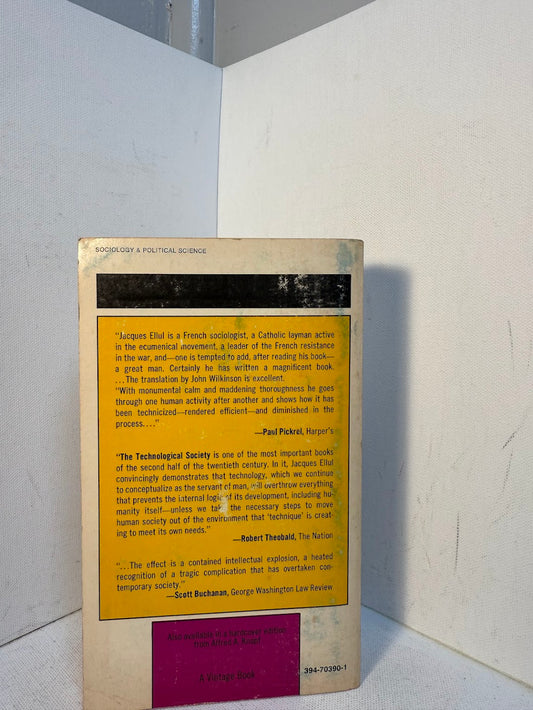 SOCIOLOGY & POLITICAL SCIENCE
"Jacques Ellul is a French sociologist, a Catholic layman active
in the ecumenical movement, a leader of the French resistance
in the war, and—one is tempted to add, after reading his book—
a great man. Certainly he has written a magnificent book.
...The translation by John Wilkinson is excellent.
"With monumental calm and maddening thoroughness he goes
through one human activity after another and shows how it has
been technicized—rendered efficient—and diminished in the
process...."
—Paul Pickrel, Harper's
"The Technological Society is one of the most important books
of the second half of the twentieth century. In it, Jacques Ellul
convincingly demonstrates that technology, which we continue
to conceptualize as the servant of man, will overthrow everything
that prevents the internal logic of its development, including hu-
manity itself—unless we take the necessary steps to move
human society out of the environment that 'technique' is creat-
ing to meet its own needs."
—Robert Theobald, The Nation
"...The effect is a contained intellectual explosion, a heated
recognition of a tragic complication that has overtaken con-
temporary society."
—Scott Buchanan, George Washington Law Review
Also available in a hardcover edition
from Alfred A. Knopf
A Vintage Book
394-70390-1